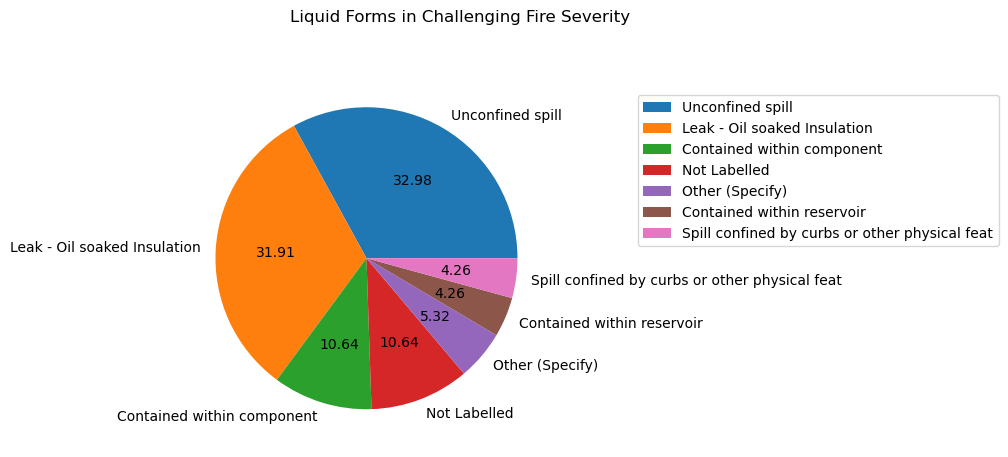 Liquid Forms in Challenging Fire Severity
Unconfined spill
32.98
Leak - Oil soaked Insulation
31.91
Contained within component
10.64
Not Labelled
10.64
Other (Specify)
5.32
Contained within reservoir
4.26
Spill confined by curbs or other physical feat
4.26
Unconfined spill
Leak - Oil soaked Insulation
Contained within component
Not Labelled
Other (Specify)
Contained within reservoir
Spill confined by curbs or other physical feat